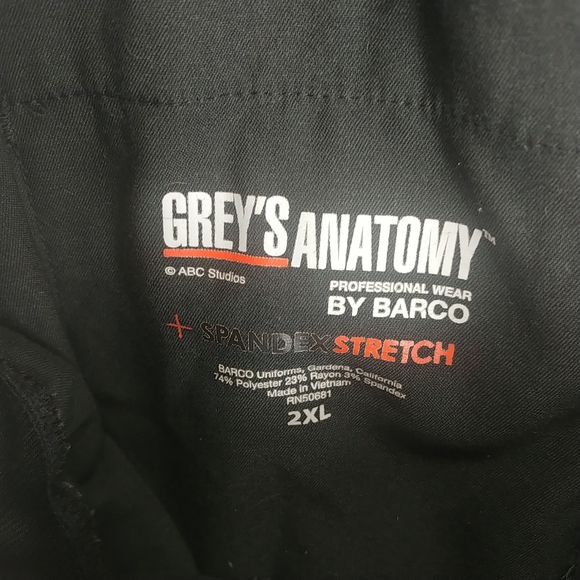 GREY'S ANATOMY™
© ABC Studios
PROFESSIONAL WEAR
BY BARCO
+ SPANDEX STRETCH
BARCO Uniforms, Gardena, California
74% Polyester 23% Rayon 3% Spandex
Made in Vietnam
RN50681
2XL